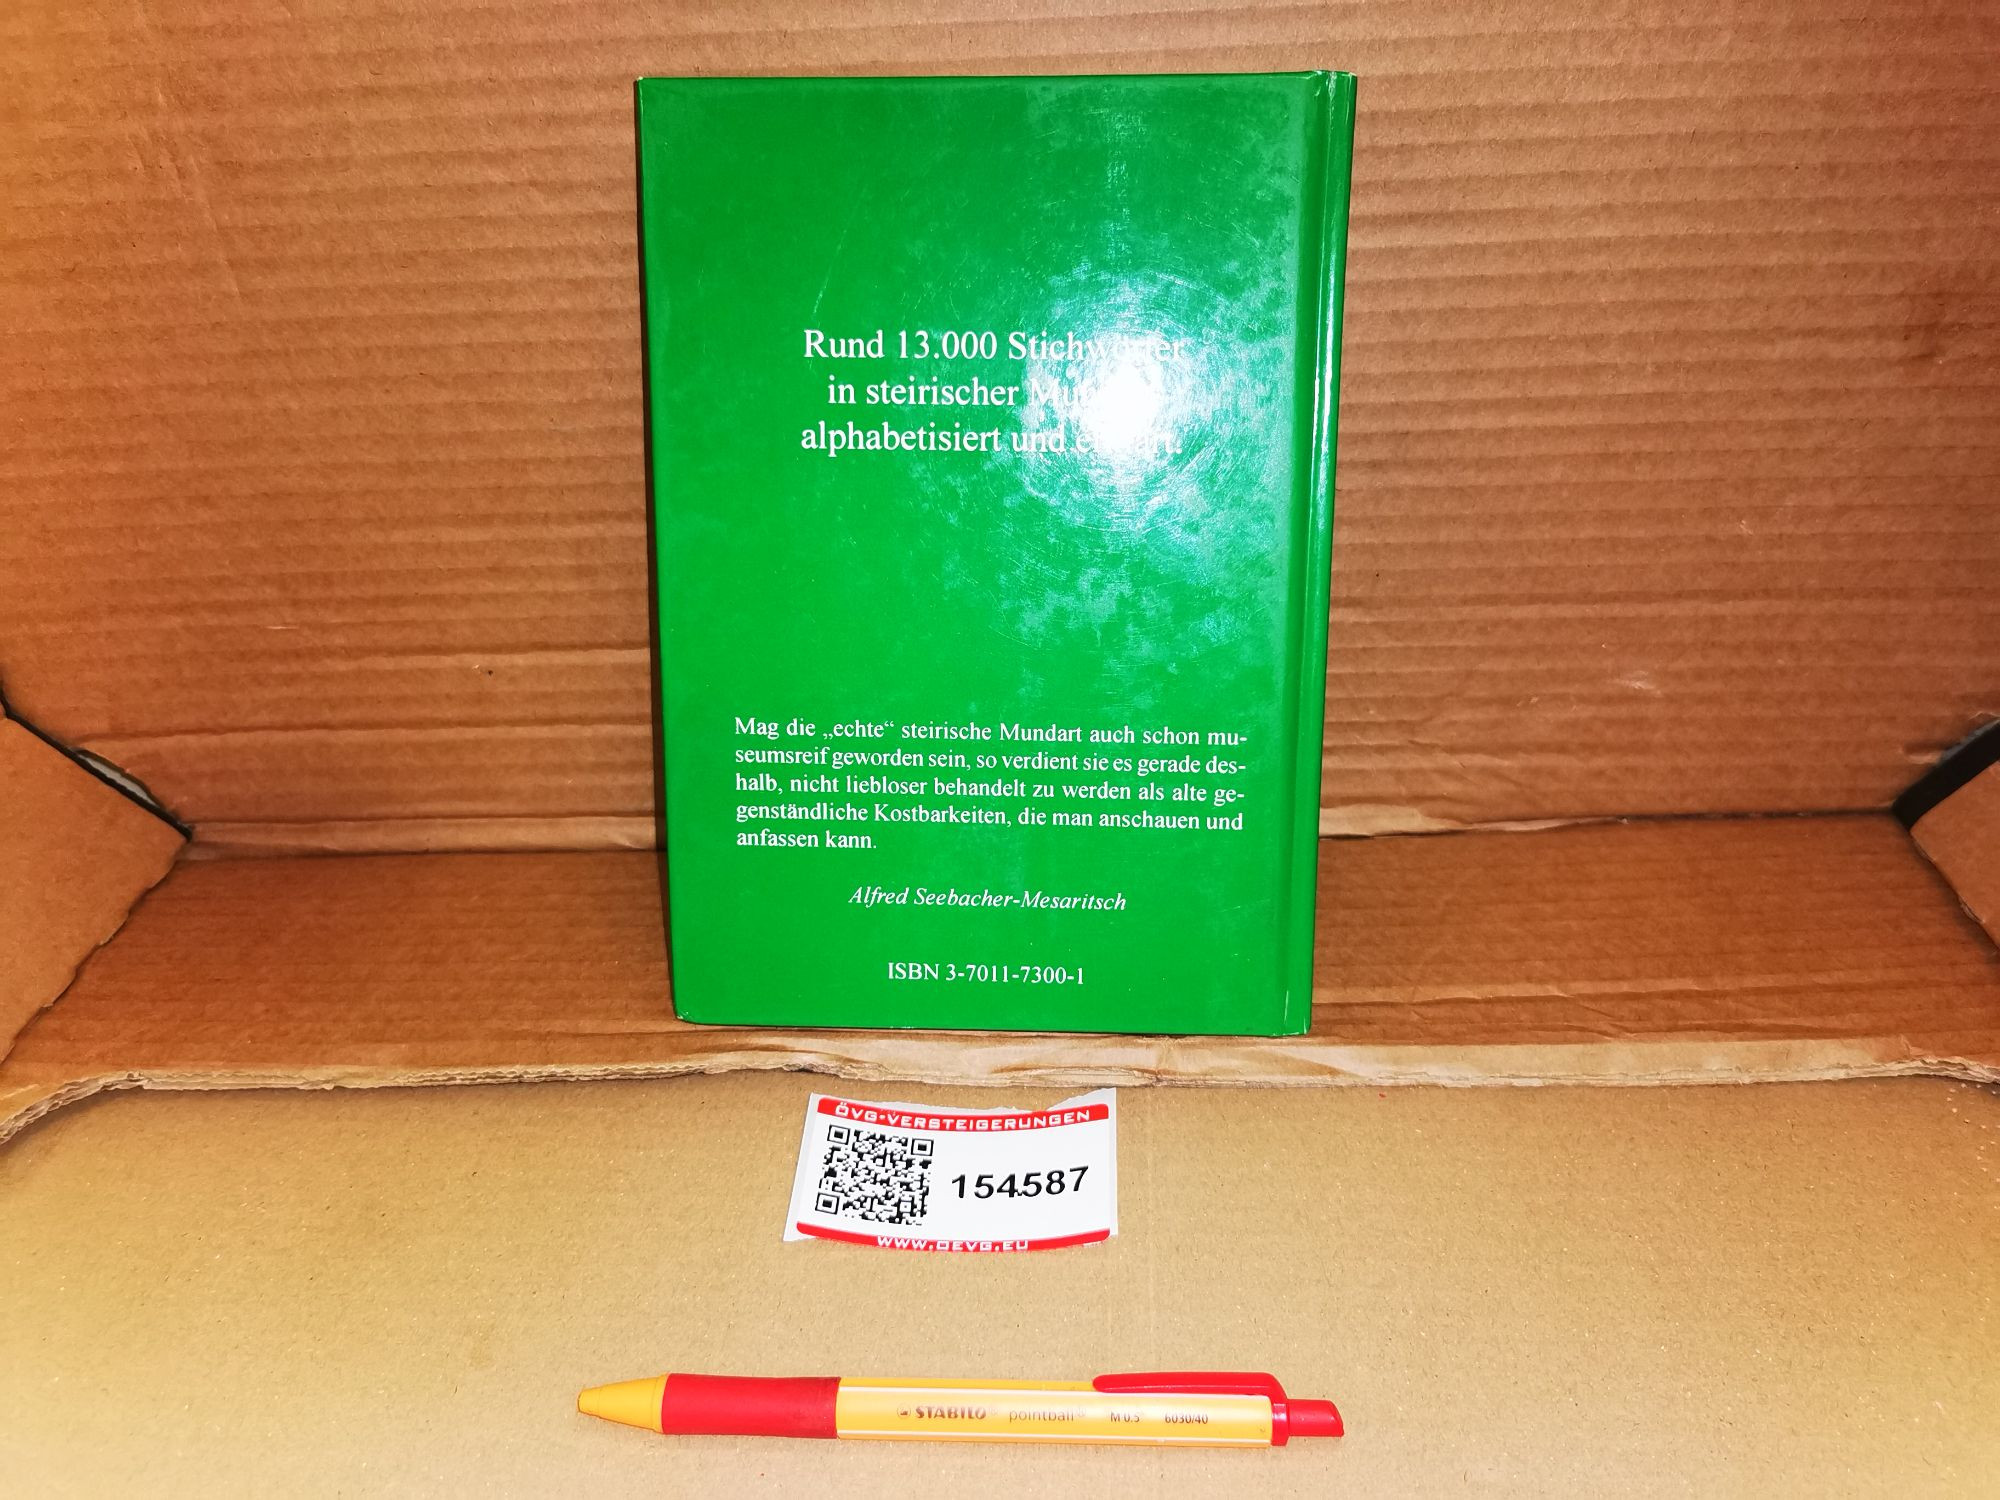 Rund 13.000 Stichwörter
in steirischer Mundart
alphabetisiert und erklärt.
Mag die „echte“ steirische Mundart auch schon mu-
seumsreif geworden sein, so verdient sie es gerade des-
halb, nicht liebloser behandelt zu werden als alte ge-
genständliche Kostbarkeiten, die man anschauen und
anfassen kann.
Alfred Seebacher-Mesaritsch
ISBN 3-7011-7300-1
ÖVG•VERSTEIGERUNGEN
154587
WWW.OEVG.EU
STABILO® pointball® M 0.5 6030/40